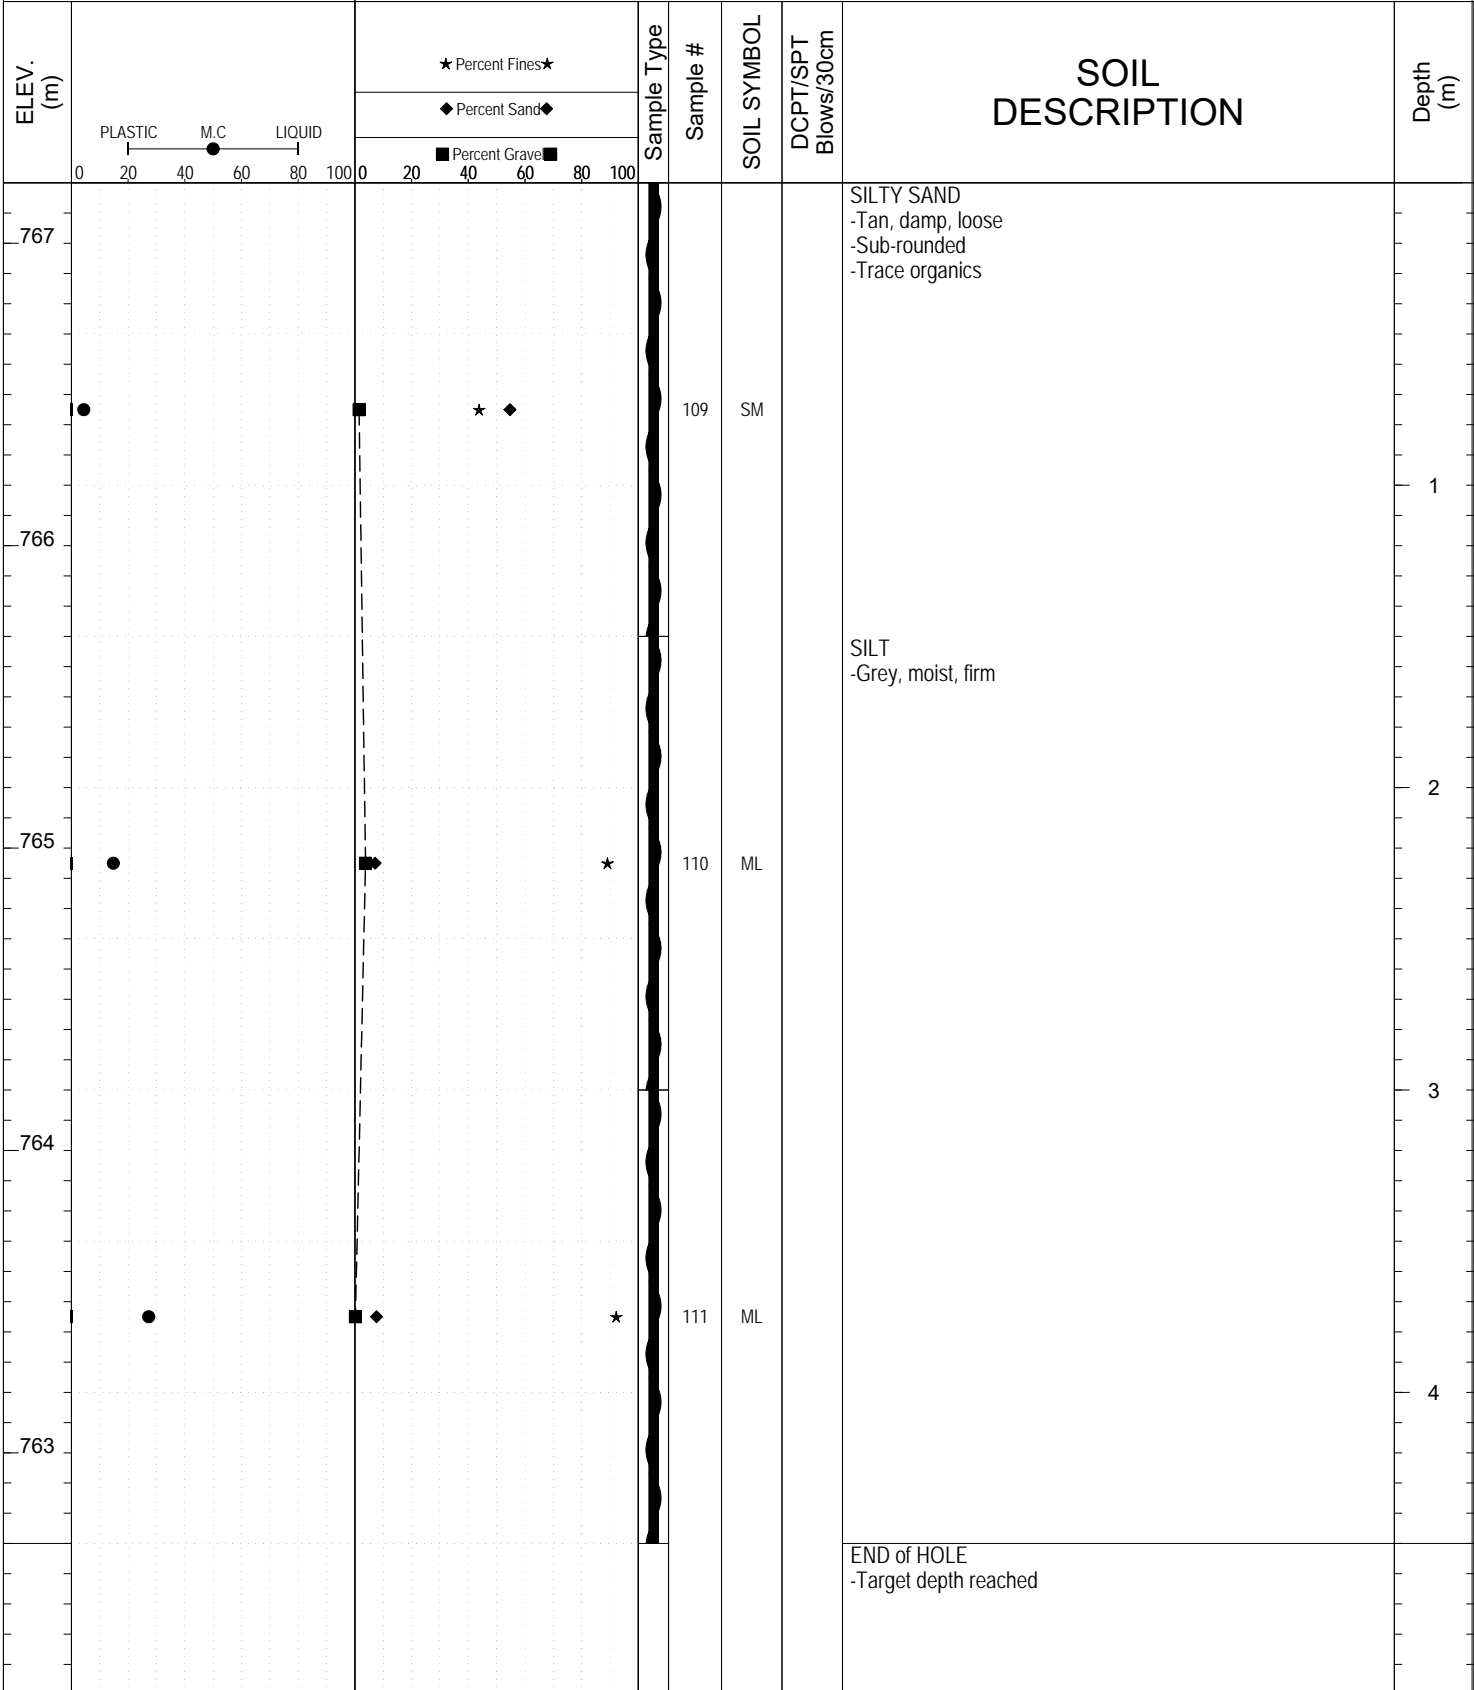 ELEV.
(m)
PLASTIC M.C LIQUID
0 20 40 60 80 100
Percent Fines
Percent Sand
Percent Gravel
0 20 40 60 80 100
Sample Type
Sample #
SOIL SYMBOL
DCPT/SPT
Blows/30cm
SOIL
DESCRIPTION
Depth
(m)
SILTY SAND
-Tan, damp, loose
767
-Sub-rounded
-Trace organics
109 SM
1
766
SILT
-Grey, moist, firm
2
765
110 ML
3
764
111 ML
4
763
END of HOLE
-Target depth reached